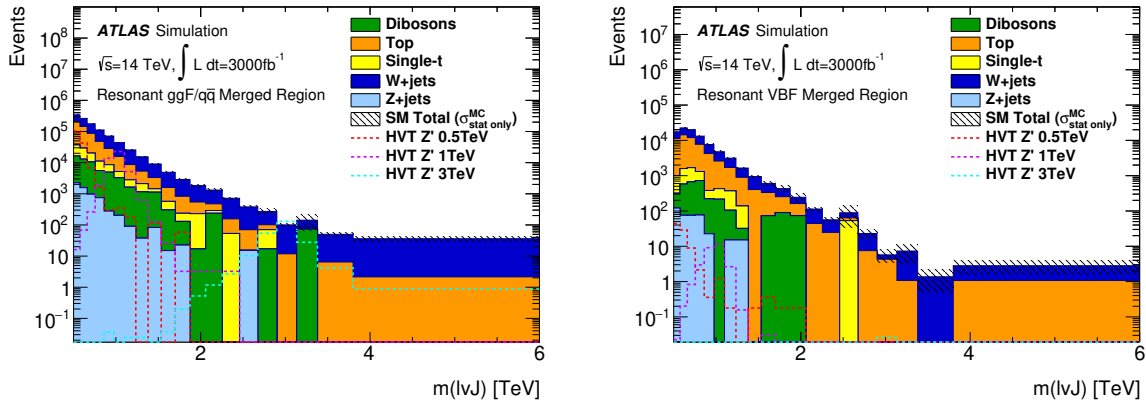 Events
10⁸
10⁷
10⁶
10⁵
10⁴
10³
10²
10
1
10⁻¹
ATLAS Simulation
√s=14 TeV, ∫ L dt=3000fb⁻¹
Resonant ggF/qq̄ Merged Region
Dibosons
Top
Single-t
W+jets
Z+jets
SM Total (σ^MC_stat only)
HVT Z' 0.5TeV
HVT Z' 1TeV
HVT Z' 3TeV
2 4 6
m(lνJ) [TeV]
Events
10⁷
10⁶
10⁵
10⁴
10³
10²
10
1
10⁻¹
ATLAS Simulation
√s=14 TeV, ∫ L dt=3000fb⁻¹
Resonant VBF Merged Region
Dibosons
Top
Single-t
W+jets
Z+jets
SM Total (σ^MC_stat only)
HVT Z' 0.5TeV
HVT Z' 1TeV
HVT Z' 3TeV
2 4 6
m(lνJ) [TeV]